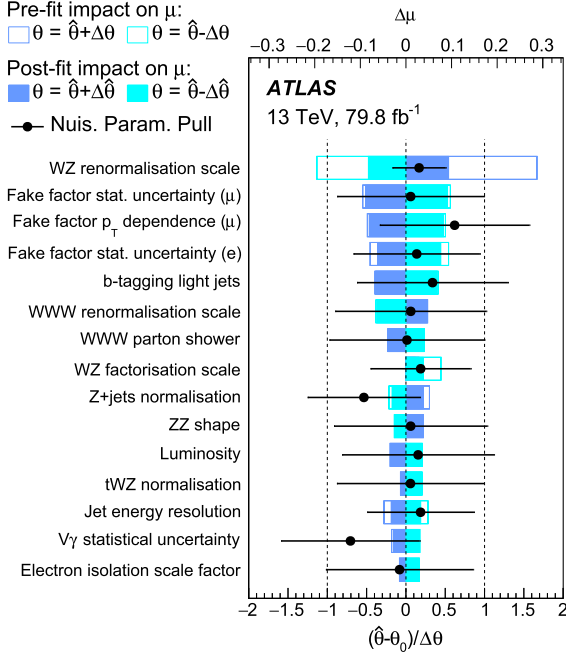 Pre-fit impact on μ:
θ = θ̂+Δθ θ = θ̂-Δθ
Post-fit impact on μ:
θ = θ̂+Δθ̂ θ = θ̂-Δθ̂
Nuis. Param. Pull
Δμ
−0.3 −0.2 −0.1 0 0.1 0.2 0.3
ATLAS
13 TeV, 79.8 fb⁻¹
WZ renormalisation scale
Fake factor stat. uncertainty (μ)
Fake factor p_T dependence (μ)
Fake factor stat. uncertainty (e)
b-tagging light jets
WWW renormalisation scale
WWW parton shower
WZ factorisation scale
Z+jets normalisation
ZZ shape
Luminosity
tWZ normalisation
Jet energy resolution
Vγ statistical uncertainty
Electron isolation scale factor
−2 −1.5 −1 −0.5 0 0.5 1 1.5 2
(θ̂-θ₀)/Δθ